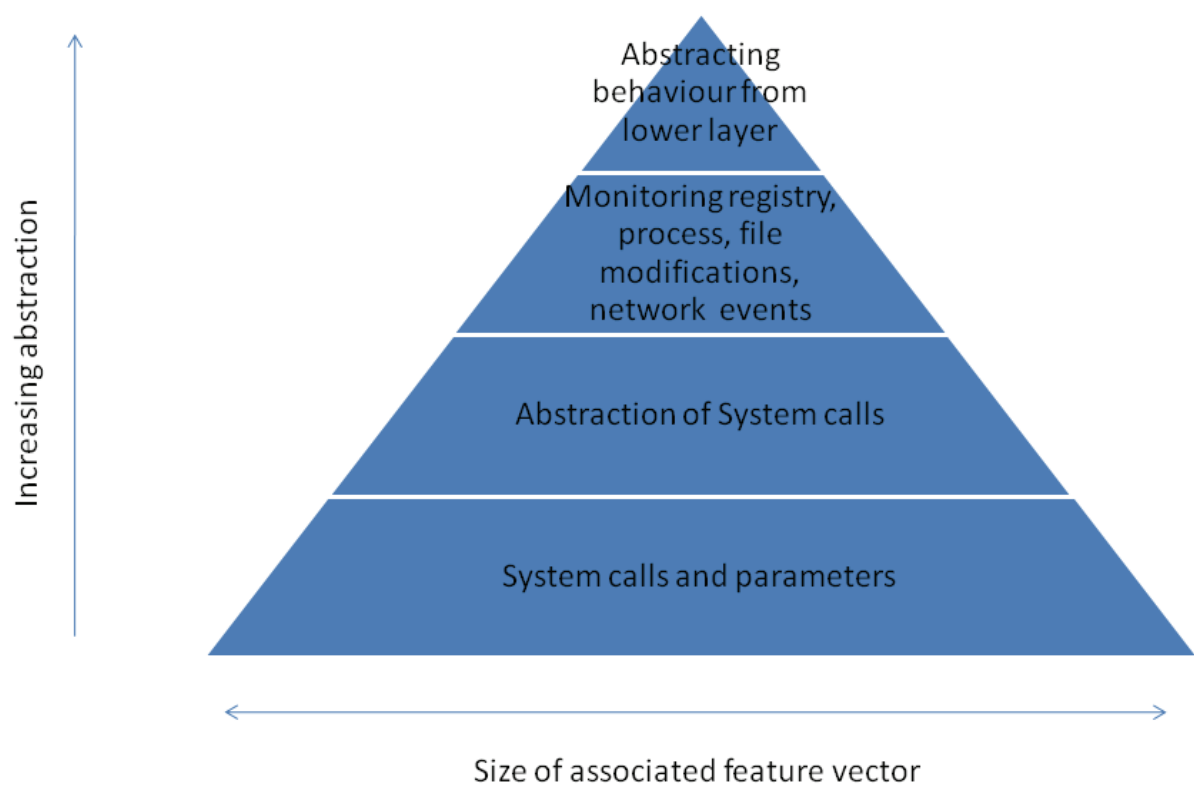 Abstracting
behaviour from
lower layer
Monitoring registry,
process, file
modifications,
network events
Abstraction of System calls
System calls and parameters
Increasing abstraction
Size of associated feature vector